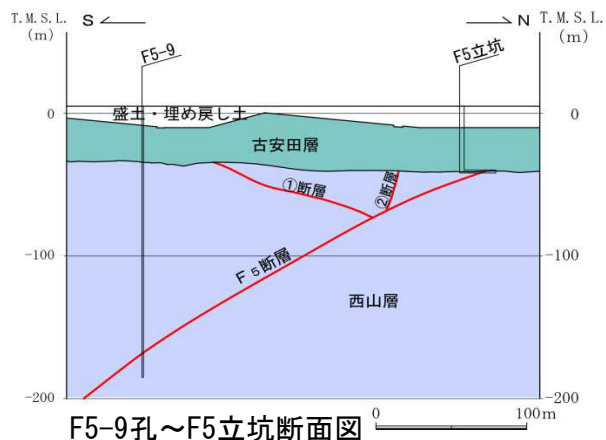 T.M.S.L.
(m)
S
N
T.M.S.L.
(m)
F5-9
F5立坑
0
盛土・埋め戻し土
0
古安田層
①断層
②断層
-100
F5断層
-100
西山層
-200
-200
F5-9孔～F5立坑断面図
0
100m